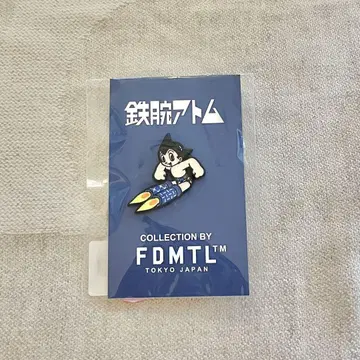 鉄腕アトム
COLLECTION BY
FDMTL™
TOKYO JAPAN